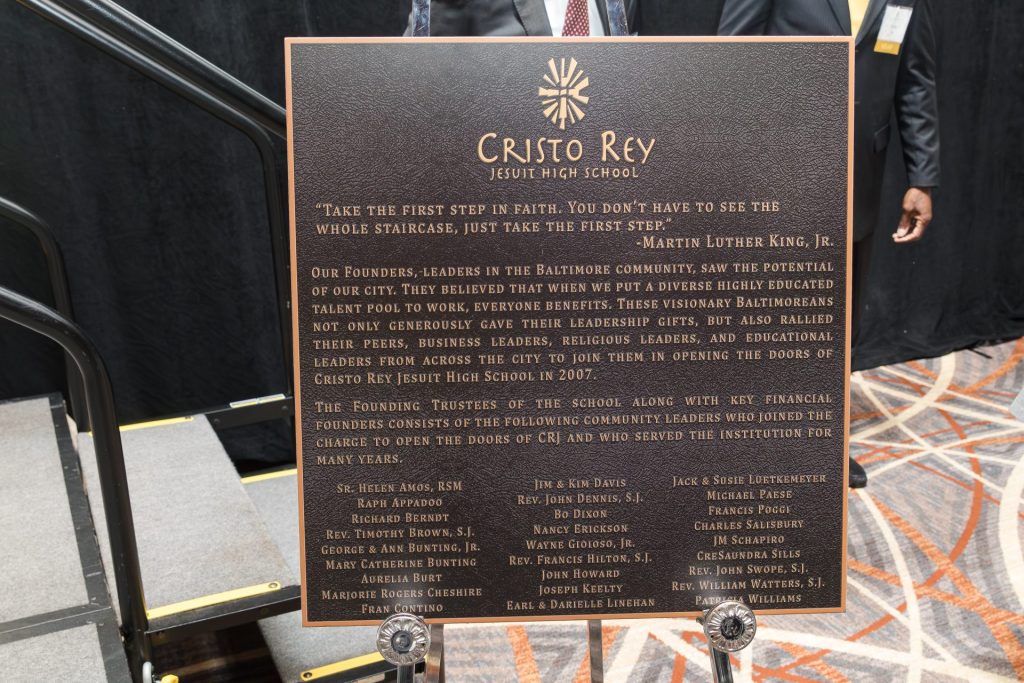 Cristo Rey
Jesuit High School
“Take the first step in faith. You don’t have to see the
whole staircase, just take the first step.”
-Martin Luther King, Jr.
Our Founders, leaders in the Baltimore community, saw the potential
of our city. They believed that when we put a diverse highly educated
talent pool to work, everyone benefits. These visionary Baltimoreans
not only generously gave their leadership gifts, but also rallied
their peers, business leaders, religious leaders, and educational
leaders from across the city to join them in opening the doors of
Cristo Rey Jesuit High School in 2007.
The Founding Trustees of the school along with key financial
founders consists of the following community leaders who joined the
charge to open the doors of CRJ and who served the institution for
many years.
Sr. Helen Amos, RSM
Raph Appadoo
Richard Berndt
Rev. Timothy Brown, S.J.
George & Ann Bunting, Jr.
Mary Catherine Bunting
Aurelia Burt
Marjorie Rogers Cheshire
Fran Contino
Jim & Kim Davis
Rev. John Dennis, S.J.
Bo Dixon
Nancy Erickson
Wayne Gioioso, Jr.
Rev. Francis Hilton, S.J.
John Howard
Joseph Keelty
Earl & Darielle Linehan
Jack & Susie Luetkemeyer
Michael Paese
Francis Poggi
Charles Salisbury
JM Schapiro
CreSaundra Sills
Rev. John Swope, S.J.
Rev. William Watters, S.J.
Patricia Williams